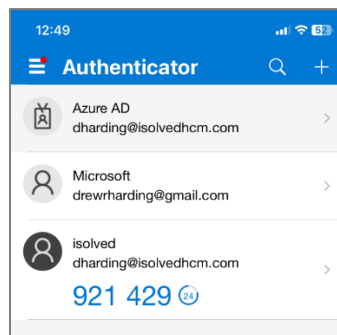 12:49
52
Authenticator
Azure AD
dharding@isolvedhcm.com
Microsoft
drewrharding@gmail.com
isolved
dharding@isolvedhcm.com
921 429 24